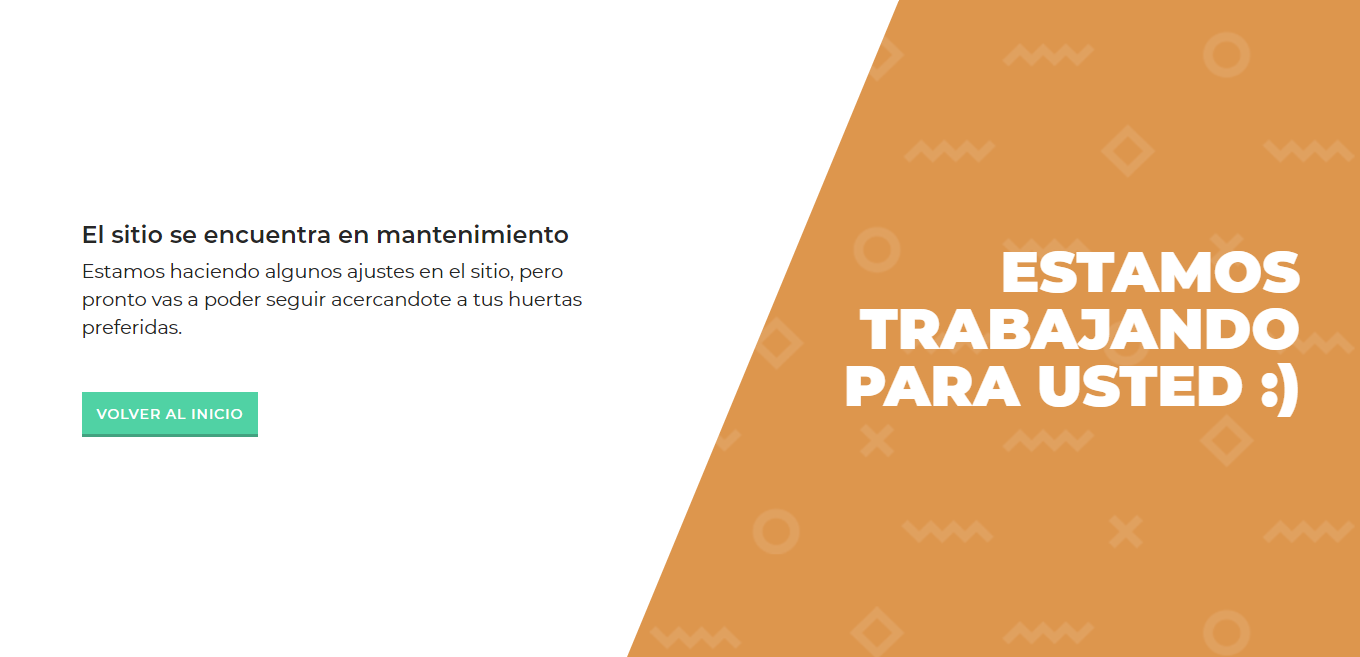 El sitio se encuentra en mantenimiento
Estamos haciendo algunos ajustes en el sitio, pero
pronto vas a poder seguir acercandote a tus huertas
preferidas.
VOLVER AL INICIO
ESTAMOS
TRABAJANDO
PARA USTED :)